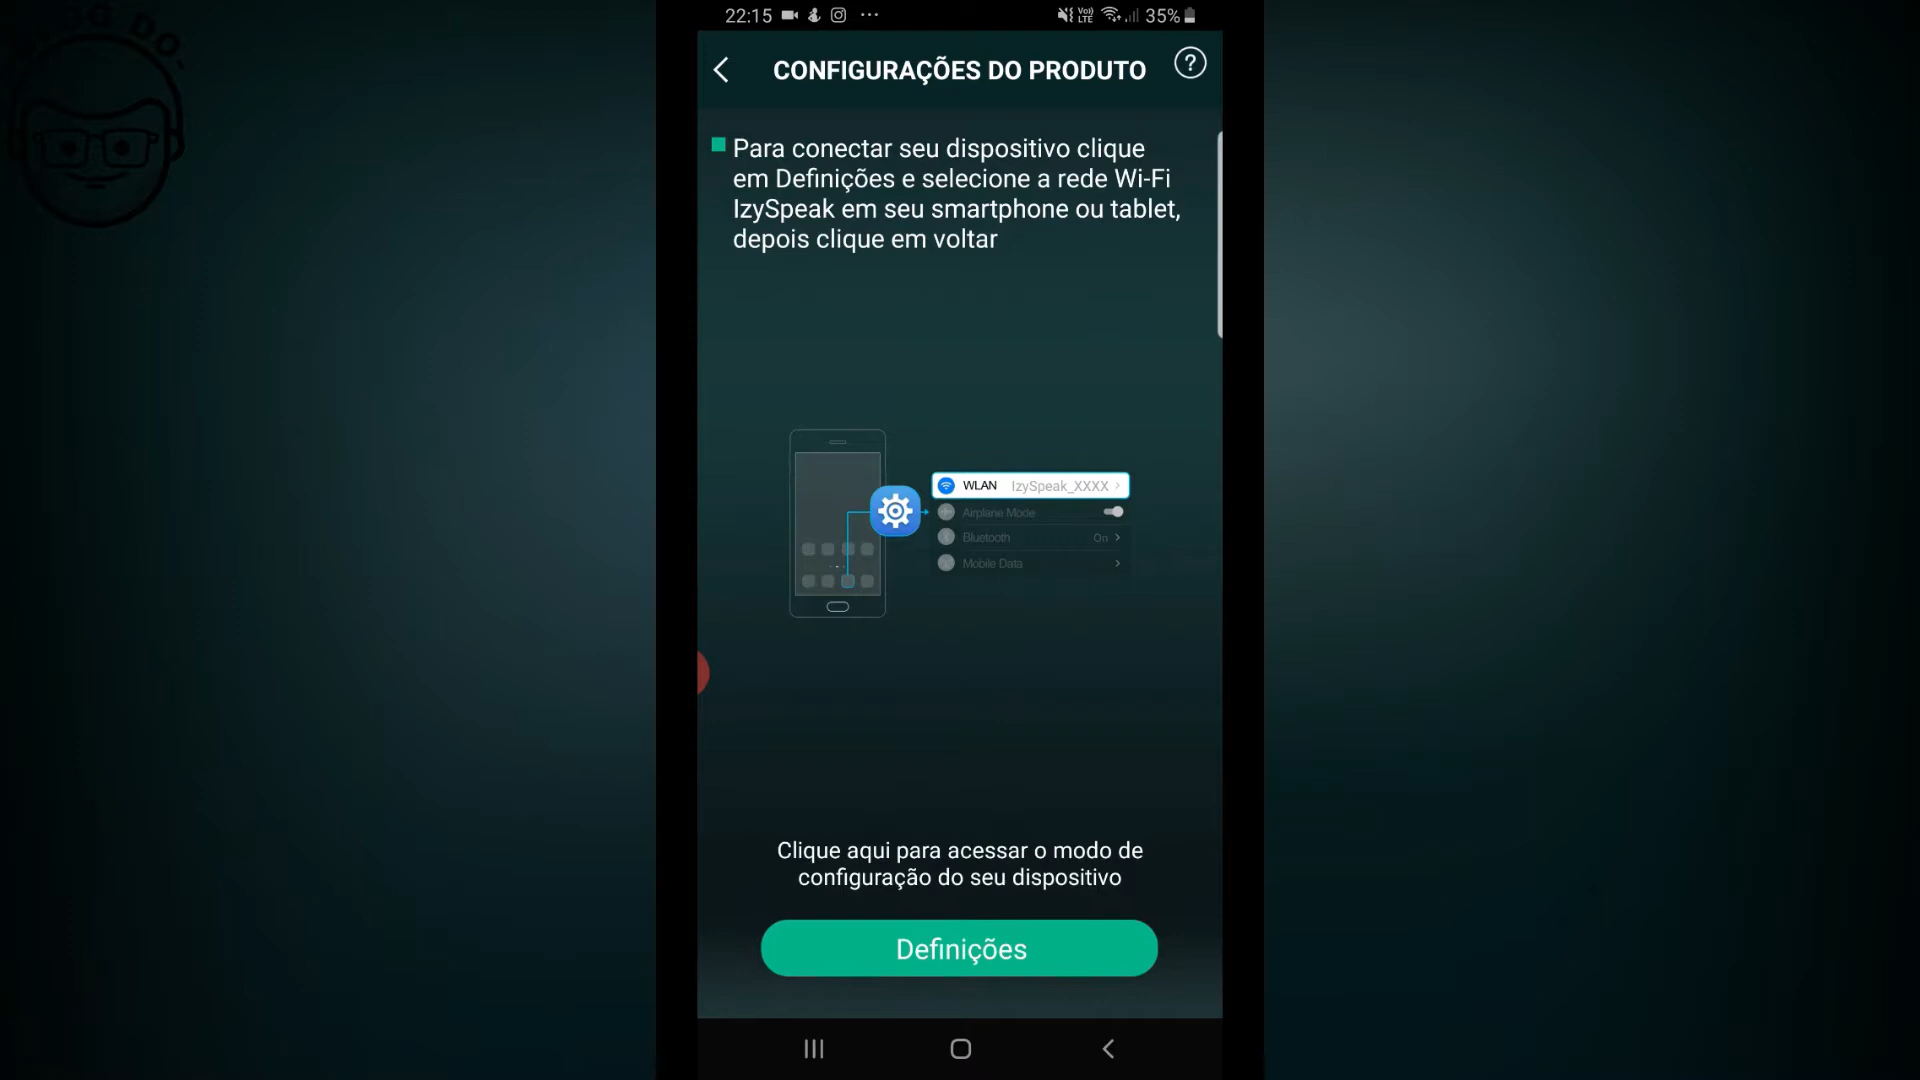 DO
22:15
35%
CONFIGURAÇÕES DO PRODUTO
?
Para conectar seu dispositivo clique
em Definições e selecione a rede Wi-Fi
IzySpeak em seu smartphone ou tablet,
depois clique em voltar
WLAN IzySpeak_XXXX
Airplane Mode
Bluetooth On
Mobile Data
Clique aqui para acessar o modo de
configuração do seu dispositivo
Definições